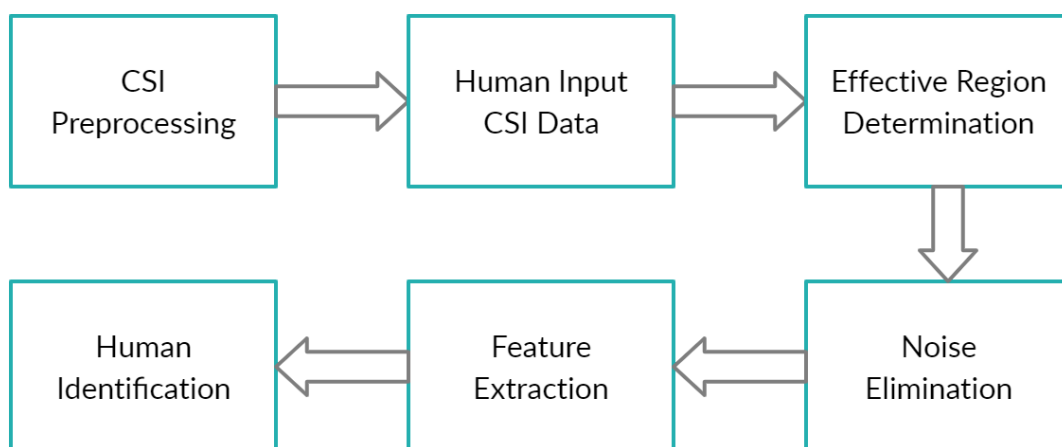 CSI
Preprocessing
Human Input
CSI Data
Effective Region
Determination
Noise
Elimination
Feature
Extraction
Human
Identification